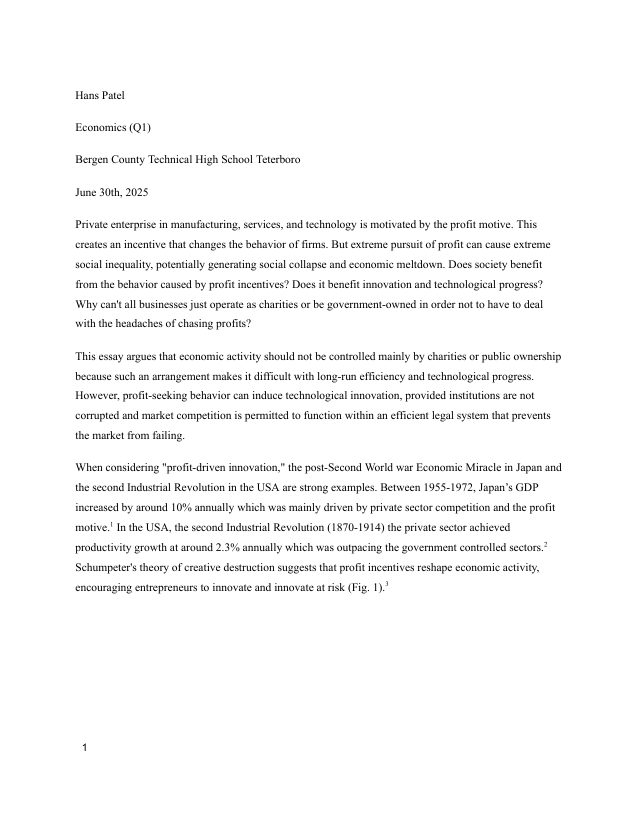 Hans Patel
Economics (Q1)
Bergen County Technical High School Teterboro
June 30th, 2025
Private enterprise in manufacturing, services, and technology is motivated by the profit motive. This
creates an incentive that changes the behavior of firms. But extreme pursuit of profit can cause extreme
social inequality, potentially generating social collapse and economic meltdown. Does society benefit
from the behavior caused by profit incentives? Does it benefit innovation and technological progress?
Why can't all businesses just operate as charities or be government-owned in order not to have to deal
with the headaches of chasing profits?
This essay argues that economic activity should not be controlled mainly by charities or public ownership
because such an arrangement makes it difficult with long-run efficiency and technological progress.
However, profit-seeking behavior can induce technological innovation, provided institutions are not
corrupted and market competition is permitted to function within an efficient legal system that prevents
the market from failing.
When considering "profit-driven innovation," the post-Second World war Economic Miracle in Japan and
the second Industrial Revolution in the USA are strong examples. Between 1955-1972, Japan’s GDP
increased by around 10% annually which was mainly driven by private sector competition and the profit
motive.1 In the USA, the second Industrial Revolution (1870-1914) the private sector achieved
productivity growth at around 2.3% annually which was outpacing the government controlled sectors.2
Schumpeter's theory of creative destruction suggests that profit incentives reshape economic activity,
encouraging entrepreneurs to innovate and innovate at risk (Fig. 1).3
1